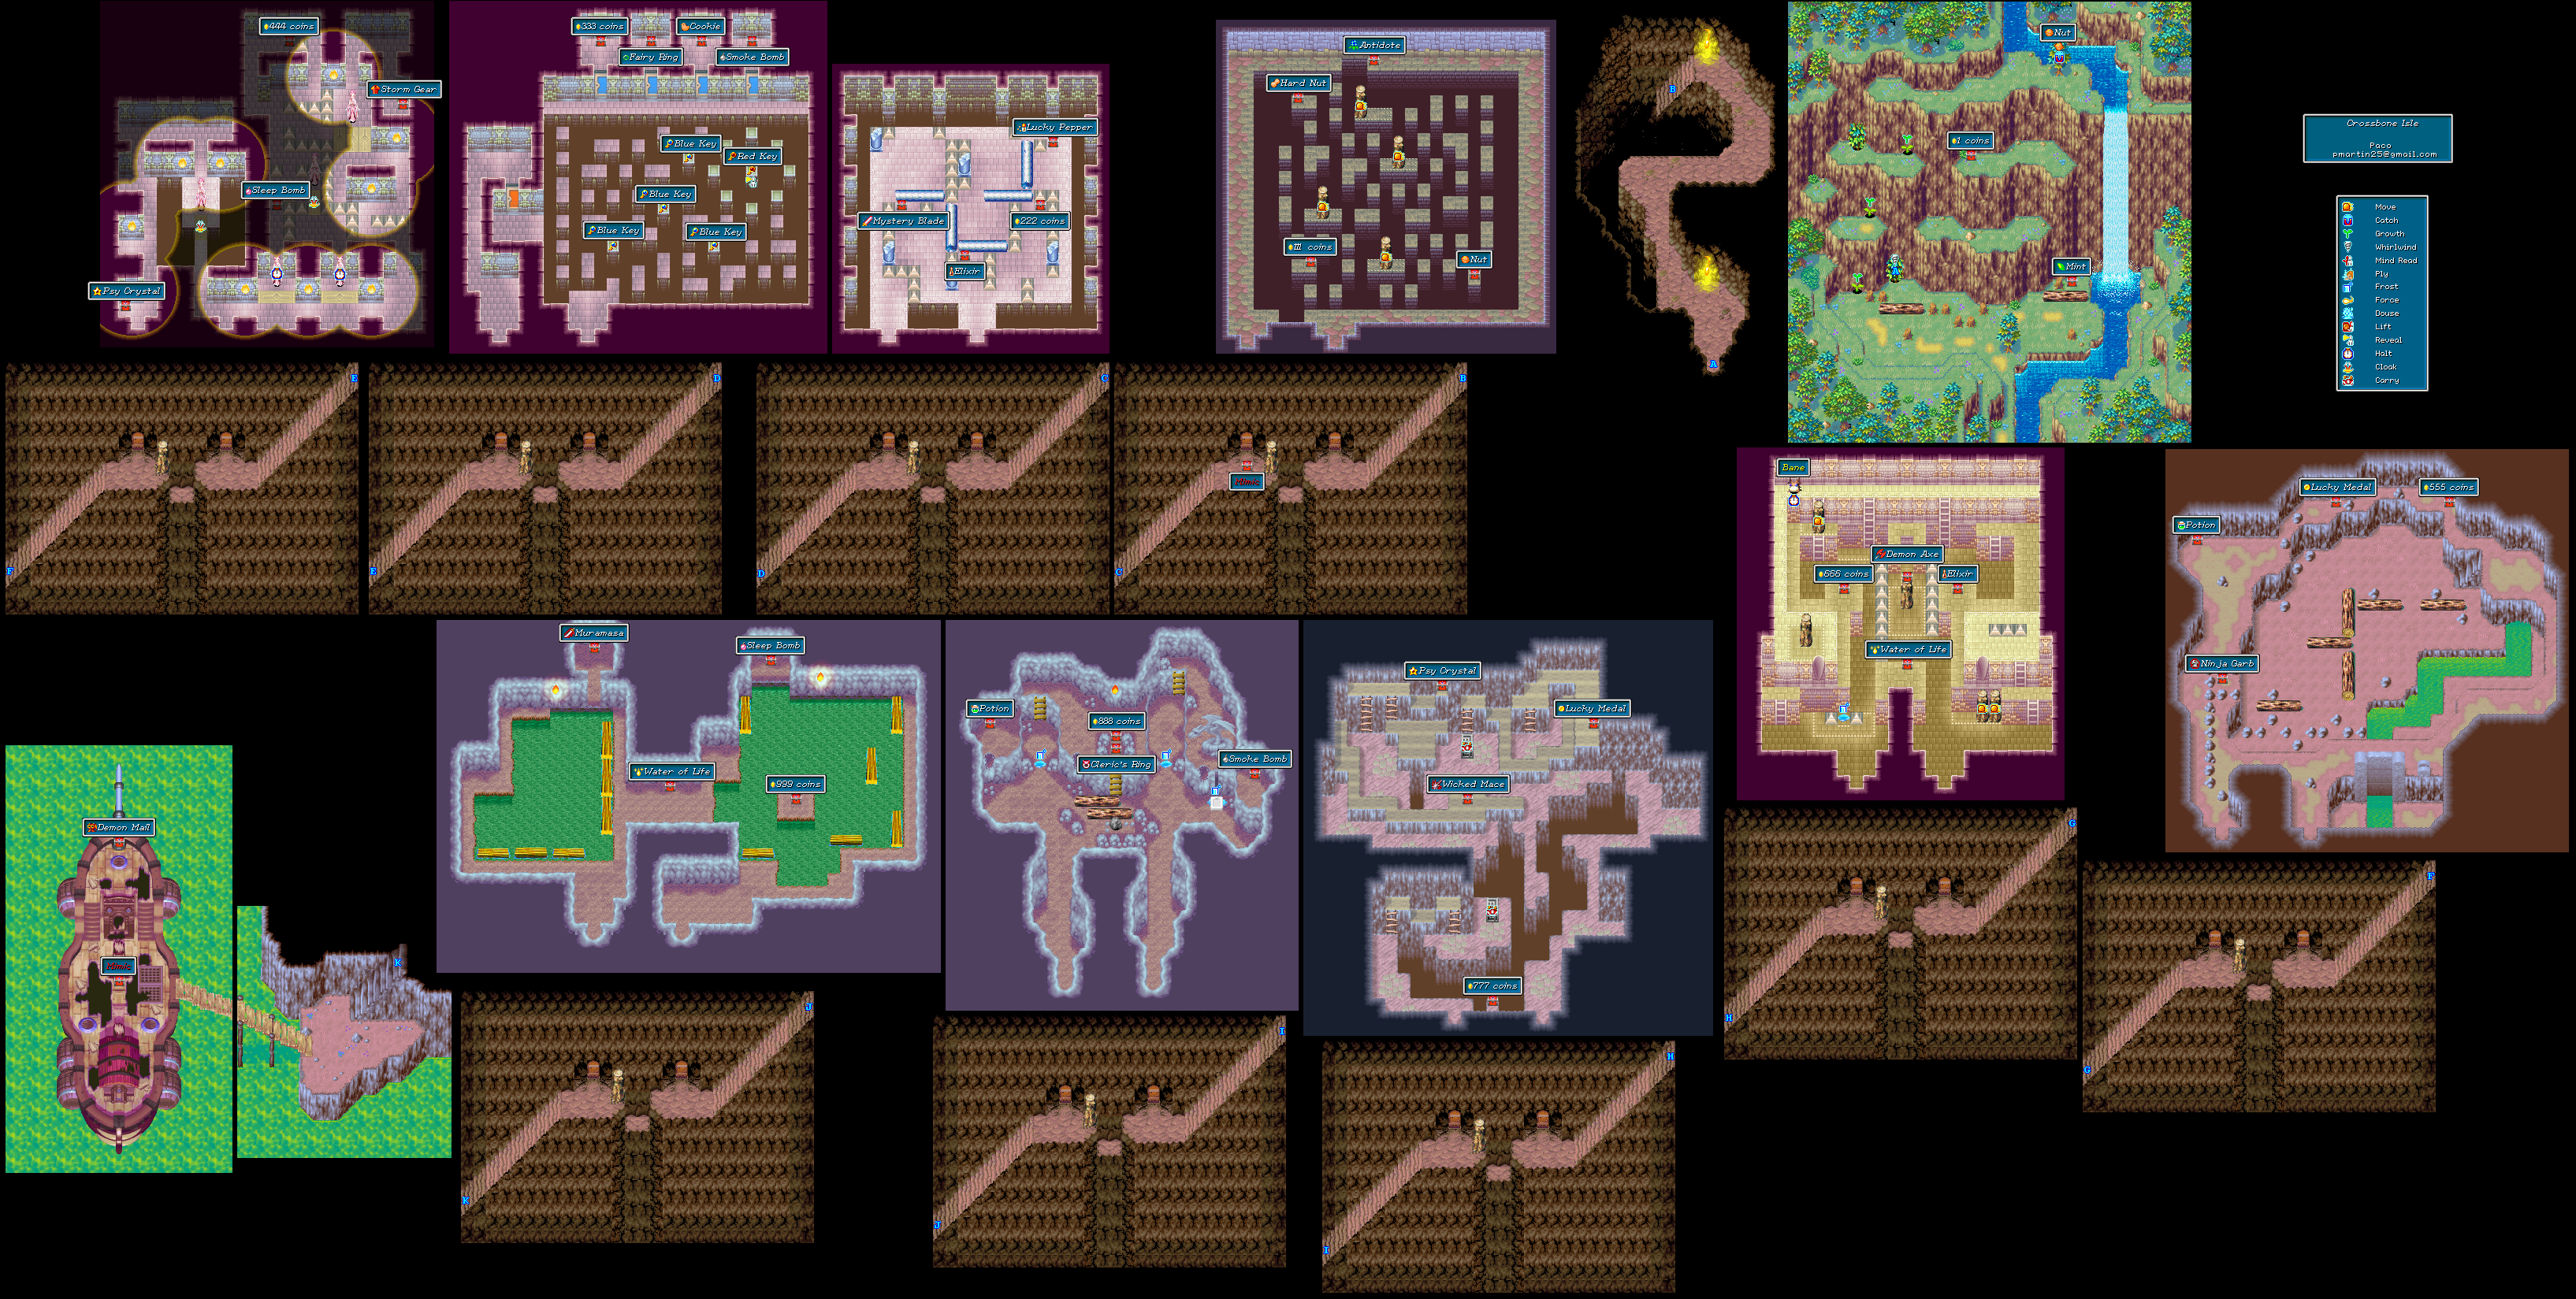 444 coins
Storm Gear
Sleep Bomb
Psy Crystal
333 coins
Cookie
Fairy Ring
Smoke Bomb
Blue Key
Red Key
Blue Key
Blue Key
Blue Key
Lucky Pepper
Mystery Blade
222 coins
Elixir
Antidote
Hard Nut
111 coins
Nut
B
A
Nut
1 coins
Mint
Crossbone Isle
Paco
pmartin25@gmail.com
Move
Catch
Growth
Whirlwind
Mind Read
Ply
Frost
Force
Douse
Lift
Reveal
Halt
Cloak
Carry
E
F
D
E
C
D
B
Mimic
C
Bane
Demon Axe
666 coins
Elixir
Water of Life
Lucky Medal
555 coins
Potion
Ninja Garb
Muramasa
Sleep Bomb
Water of Life
999 coins
Potion
888 coins
Cleric's Ring
Smoke Bomb
Psy Crystal
Lucky Medal
Wicked Mace
777 coins
Demon Mail
Mimic
K
G
H
F
G
J
K
I
J
H
I